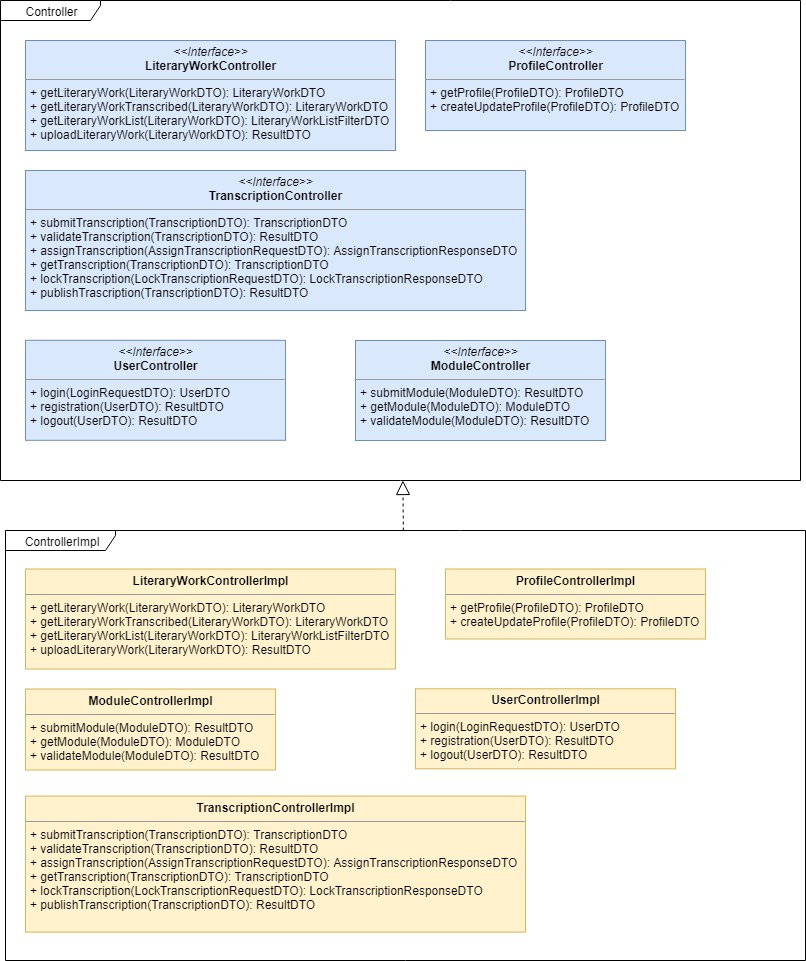 Controller
<<Interface>>
LiteraryWorkController
+ getLiteraryWork(LiteraryWorkDTO): LiteraryWorkDTO
+ getLiteraryWorkTranscribed(LiteraryWorkDTO): LiteraryWorkDTO
+ getLiteraryWorkList(LiteraryWorkDTO): LiteraryWorkListFilterDTO
+ uploadLiteraryWork(LiteraryWorkDTO): ResultDTO
<<Interface>>
ProfileController
+ getProfile(ProfileDTO): ProfileDTO
+ createUpdateProfile(ProfileDTO): ProfileDTO
<<Interface>>
TranscriptionController
+ submitTranscription(TranscriptionDTO): TranscriptionDTO
+ validateTranscription(TranscriptionDTO): ResultDTO
+ assignTranscription(AssignTranscriptionRequestDTO): AssignTranscriptionResponseDTO
+ getTranscription(TranscriptionDTO): TranscriptionDTO
+ lockTranscription(LockTranscriptionRequestDTO): LockTranscriptionResponseDTO
+ publishTrascription(TranscriptionDTO): ResultDTO
<<Interface>>
UserController
+ login(LoginRequestDTO): UserDTO
+ registration(UserDTO): ResultDTO
+ logout(UserDTO): ResultDTO
<<Interface>>
ModuleController
+ submitModule(ModuleDTO): ResultDTO
+ getModule(ModuleDTO): ModuleDTO
+ validateModule(ModuleDTO): ResultDTO
ControllerImpl
LiteraryWorkControllerImpl
+ getLiteraryWork(LiteraryWorkDTO): LiteraryWorkDTO
+ getLiteraryWorkTranscribed(LiteraryWorkDTO): LiteraryWorkDTO
+ getLiteraryWorkList(LiteraryWorkDTO): LiteraryWorkListFilterDTO
+ uploadLiteraryWork(LiteraryWorkDTO): ResultDTO
ProfileControllerImpl
+ getProfile(ProfileDTO): ProfileDTO
+ createUpdateProfile(ProfileDTO): ProfileDTO
ModuleControllerImpl
+ submitModule(ModuleDTO): ResultDTO
+ getModule(ModuleDTO): ModuleDTO
+ validateModule(ModuleDTO): ResultDTO
UserControllerImpl
+ login(LoginRequestDTO): UserDTO
+ registration(UserDTO): ResultDTO
+ logout(UserDTO): ResultDTO
TranscriptionControllerImpl
+ submitTranscription(TranscriptionDTO): TranscriptionDTO
+ validateTranscription(TranscriptionDTO): ResultDTO
+ assignTranscription(AssignTranscriptionRequestDTO): AssignTranscriptionResponseDTO
+ getTranscription(TranscriptionDTO): TranscriptionDTO
+ lockTranscription(LockTranscriptionRequestDTO): LockTranscriptionResponseDTO
+ publishTranscription(TranscriptionDTO): ResultDTO